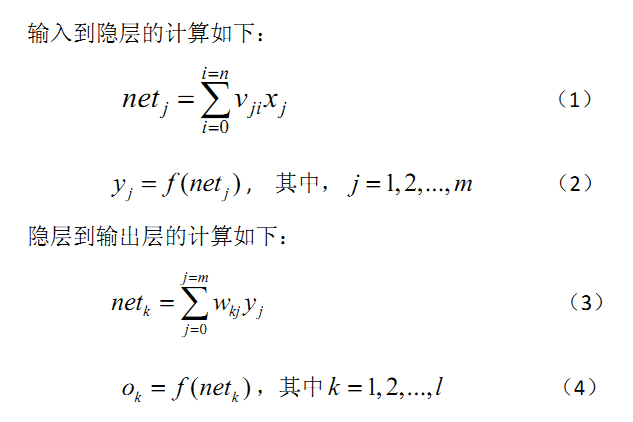 输入到隐层的计算如下：
net_j = \sum_{i=0}^{i=n} v_{ji} x_j （1）
y_j = f(net_j)， 其中， j = 1, 2, ..., m （2）
隐层到输出层的计算如下：
net_k = \sum_{j=0}^{j=m} w_{kj} y_j （3）
o_k = f(net_k)，其中 k = 1, 2, ..., l （4）